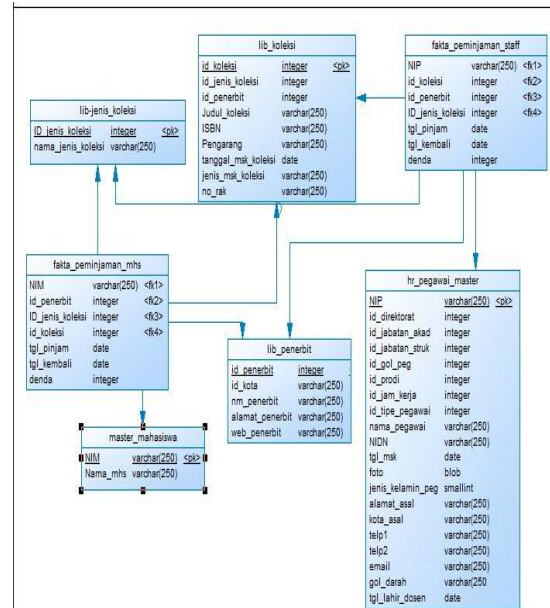 lib_koleksi
id_koleksi integer <pk>
id_jenis_koleksi integer
id_penerbit integer
Judul_koleksi varchar(250)
ISBN varchar(250)
Pengarang varchar(250)
tanggal_msk_koleksi date
jenis_msk_koleksi varchar(250)
no_rak varchar(250)
fakta_peminjaman_staff
NIP varchar(250) <fk1>
id_koleksi integer <fk2>
id_penerbit integer <fk3>
ID_jenis_koleksi integer <fk4>
tgl_pinjam date
tgl_kembali date
denda integer
lib-jenis_koleksi
ID_jenis_koleksi integer <pk>
nama_jenis_koleksi varchar(250)
fakta_peminjaman_mhs
NIM varchar(250) <fk1>
id_penerbit integer <fk2>
ID_jenis_koleksi integer <fk3>
id_koleksi integer <fk4>
tgl_pinjam date
tgl_kembali date
denda integer
lib_penerbit
id_penerbit integer
id_kota varchar(250)
nm_penerbit varchar(250)
alamat_penerbit varchar(250)
web_penerbit varchar(250)
master_mahasiswa
NIM varchar(250) <pk>
Nama_mhs varchar(250)
hr_pegawai_master
NIP varchar(250) <pk>
id_direktorat integer
id_jabatan_akad integer
id_jabatan_struk integer
id_gol_peg integer
id_prodi integer
id_jam_kerja integer
id_tipe_pegawai integer
nama_pegawai varchar(250)
NIDN varchar(250)
tgl_msk date
foto blob
jenis_kelamin_peg smallint
alamat_asal varchar(250)
kota_asal varchar(250)
telp1 varchar(250)
telp2 varchar(250)
email varchar(250)
gol_darah varchar(250
tgl_lahir_dosen date